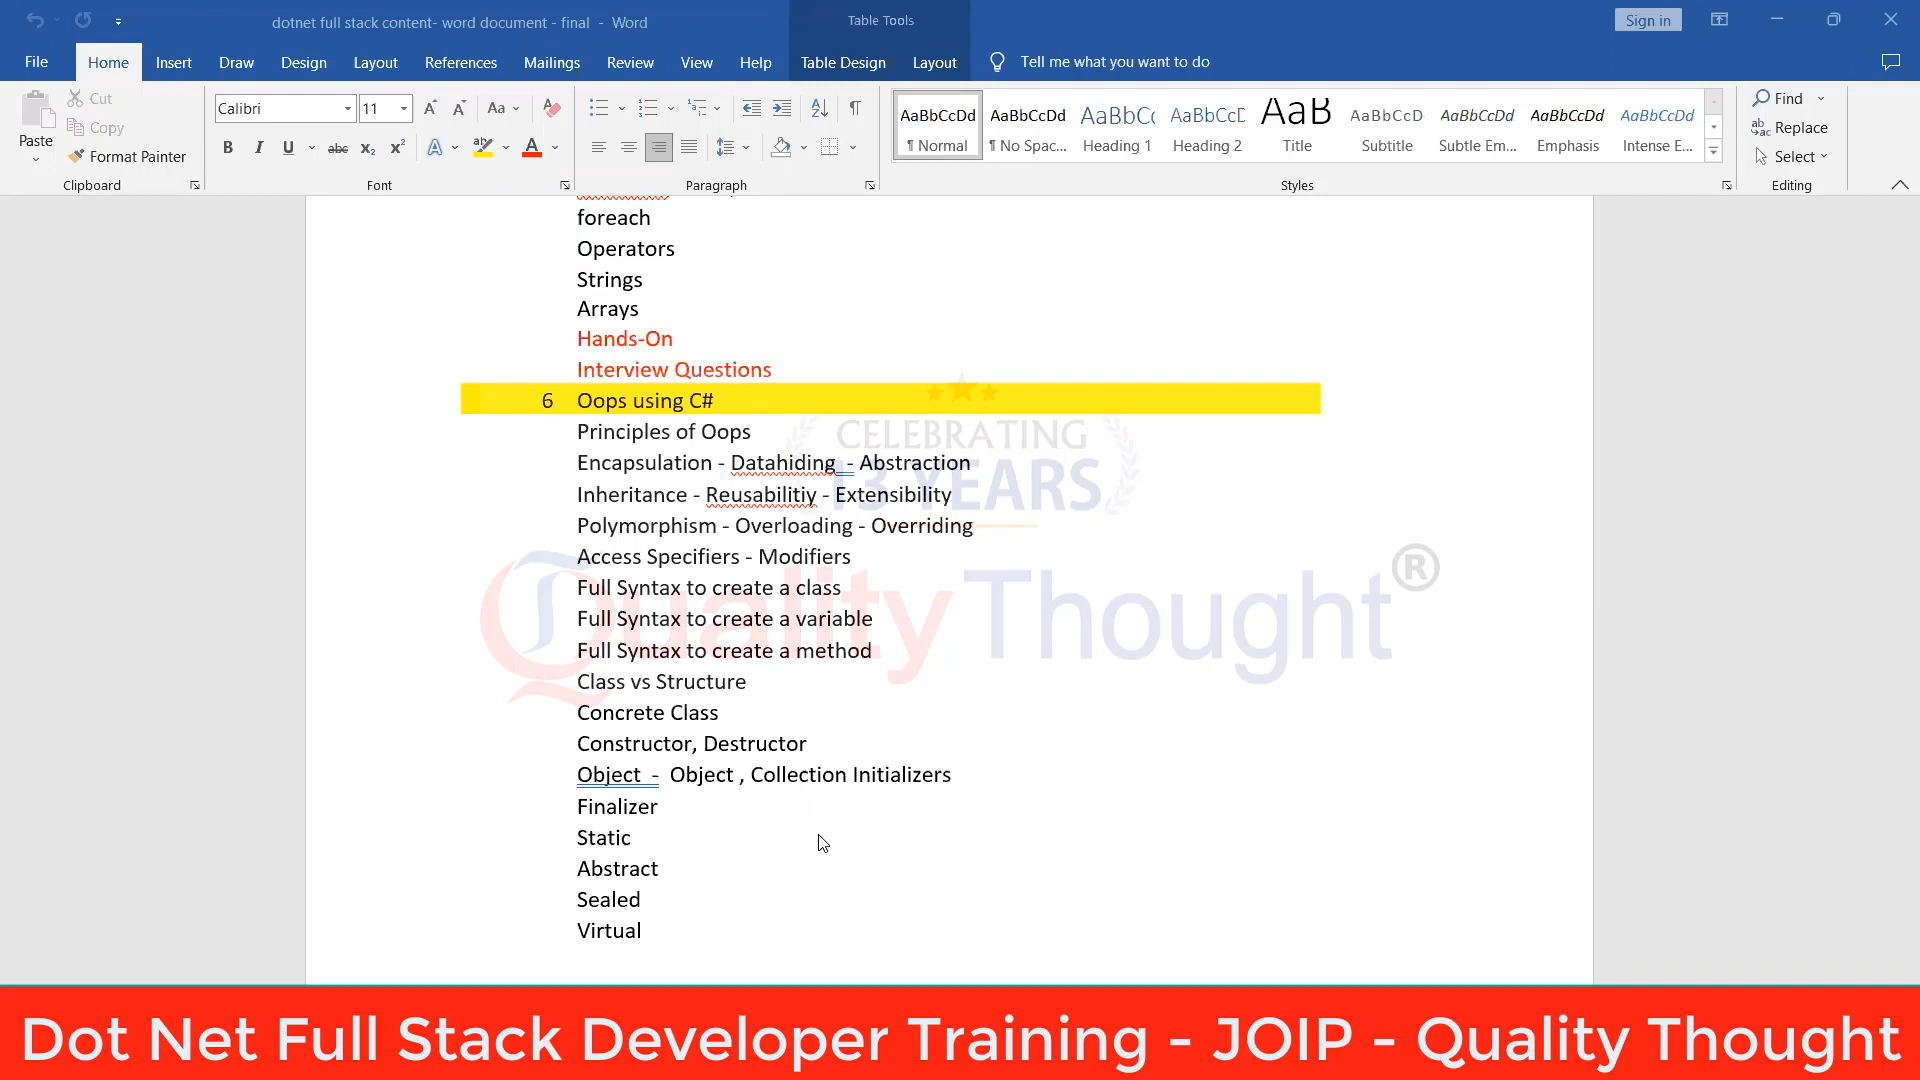 dotnet full stack content- word document - final - Word
Table Tools
Sign in
File Home Insert Draw Design Layout References Mailings Review View Help Table Design Layout Tell me what you want to do
Paste
Cut
Copy
Format Painter
Clipboard
Calibri 11
Font
Paragraph
AaBbCcDd AaBbCcDd AaBbCc AaBbCcD AaB AaBbCcD AaBbCcDd AaBbCcDd AaBbCcDd
¶ Normal ¶ No Spac... Heading 1 Heading 2 Title Subtitle Subtle Em... Emphasis Intense E...
Styles
Find
Replace
Select
Editing
foreach
Operators
Strings
Arrays
Hands-On
Interview Questions
6 Oops using C#
Principles of Oops
Encapsulation - Datahiding - Abstraction
Inheritance - Reusabilitiy - Extensibility
Polymorphism - Overloading - Overriding
Access Specifiers - Modifiers
Full Syntax to create a class
Full Syntax to create a variable
Full Syntax to create a method
Class vs Structure
Concrete Class
Constructor, Destructor
Object - Object , Collection Initializers
Finalizer
Static
Abstract
Sealed
Virtual
CELEBRATING
13 YEARS
Quality Thought ®
Dot Net Full Stack Developer Training - JOIP - Quality Thought